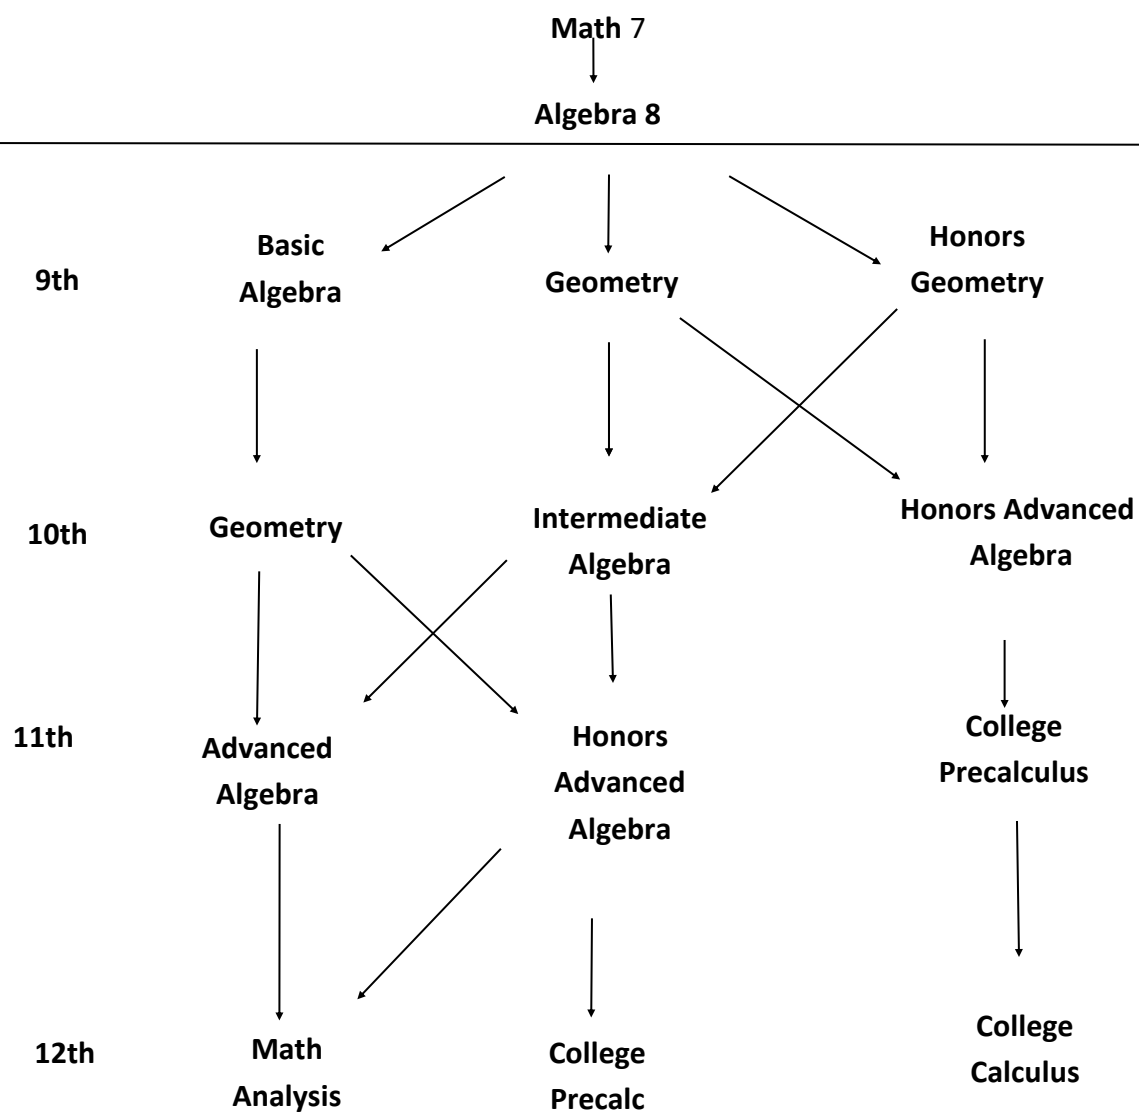 Math 7
Algebra 8
9th
Basic
Algebra
Geometry
Honors
Geometry
10th
Geometry
Intermediate
Algebra
Honors Advanced
Algebra
11th
Advanced
Algebra
Honors
Advanced
Algebra
College
Precalculus
12th
Math
Analysis
College
Precalc
College
Calculus